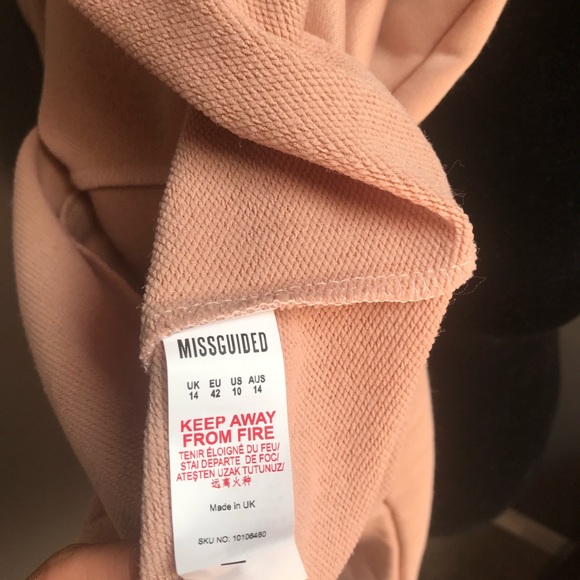 MISSGUIDED
UK EU US AUS
14 42 10 14
KEEP AWAY
FROM FIRE
TENIR ÉLOIGNÉ DU FEU/
STAI DEPARTE DE FOC/
ATEŞTEN UZAK TUTUNUZ/
远离火种
Made in UK
SKU NO: 10106480